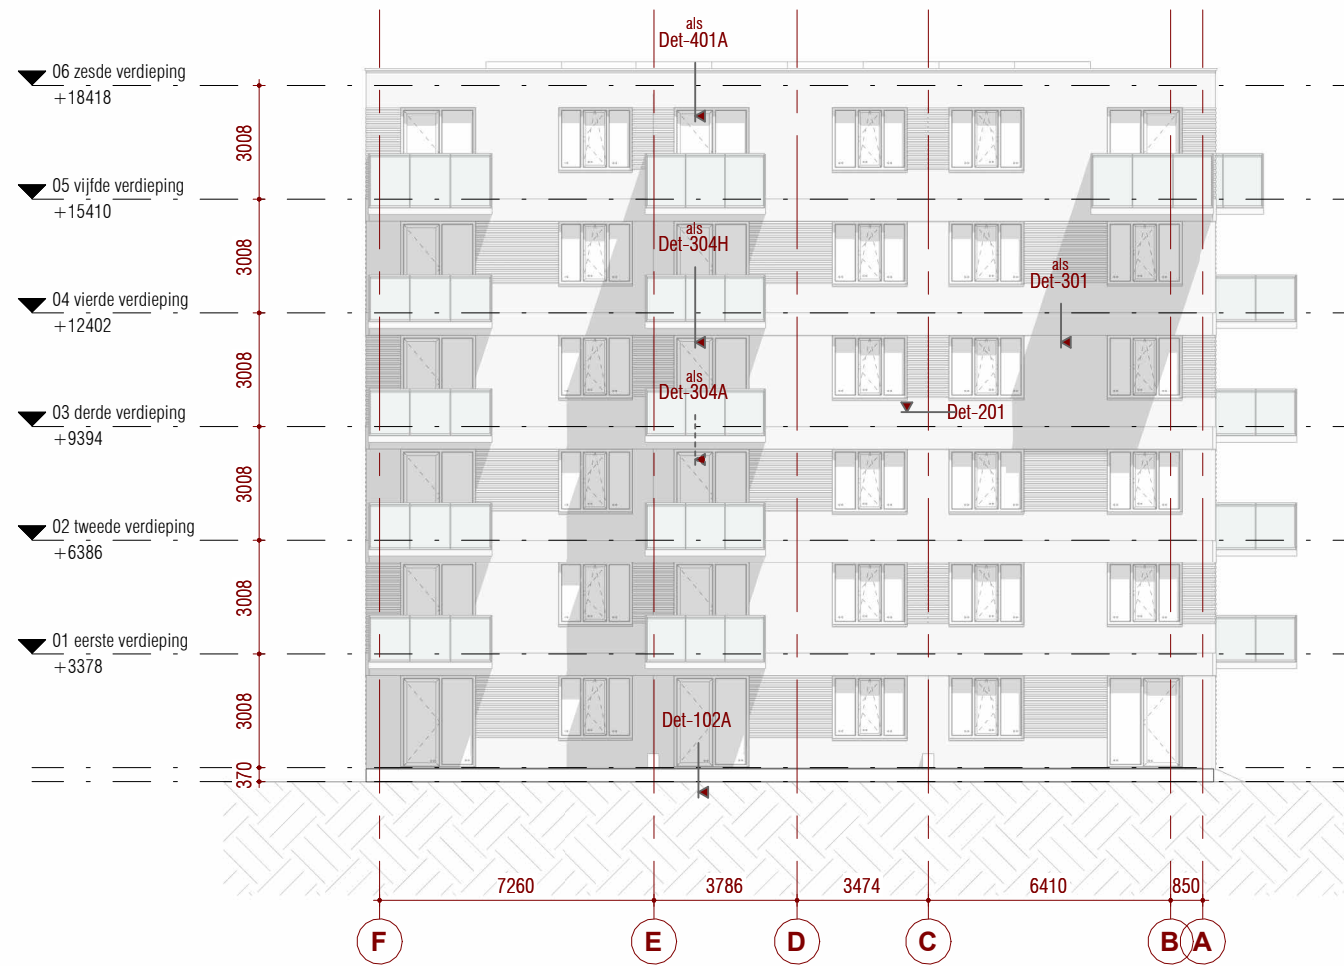 als
Det-401A
06 zesde verdieping
+18418
3008
05 vijfde verdieping
+15410
als
Det-304H
3008
als
Det-301
04 vierde verdieping
+12402
3008
als
Det-304A
03 derde verdieping
+9394
Det-201
3008
02 tweede verdieping
+6386
3008
01 eerste verdieping
+3378
3008
Det-102A
370
7260
3786
3474
6410
850
F
E
D
C
B
A